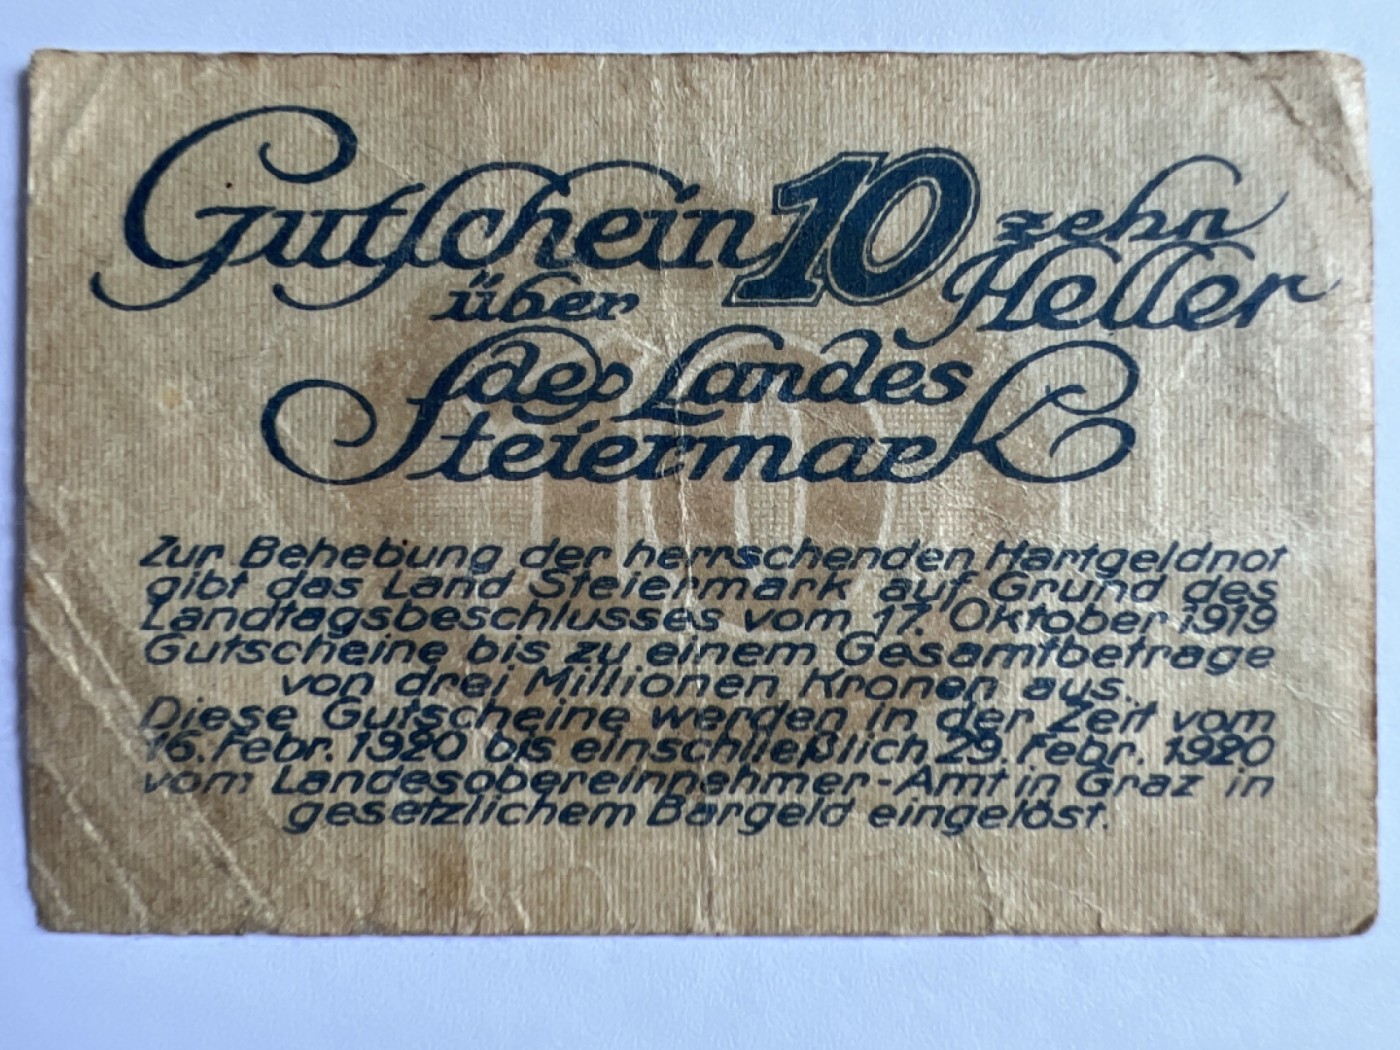 Gutschein 10 zehn
über Heller
des Landes
Steiermark
Zur Behebung der herrschenden Hartgeldnot
gibt das Land Steiermark auf Grund des
Landtagsbeschlusses vom 17. Oktober 1919
Gutscheine bis zu einem Gesamtbetrage
von drei Millionen Kronen aus.
Diese Gutscheine werden in der Zeit vom
16. Febr. 1920 bis einschließlich 29. Febr. 1920
vom Landesobereinnehmer-Amt in Graz in
gesetzlichem Bargeld eingelöst.
10